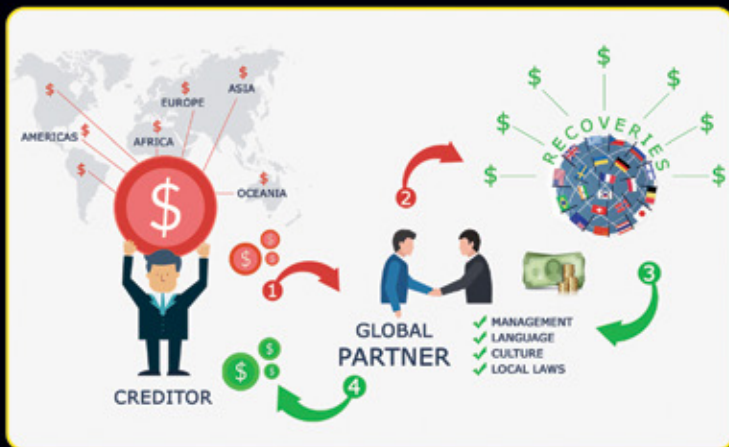 $
$
$
ASIA
EUROPE
$
AMERICAS
$
AFRICA
$
$
OCEANIA
$
$
$
$
1
CREDITOR
$
$
$
4
GLOBAL
PARTNER
2
$
$
$
$
$
$
$
RECOVERIES
3
MANAGEMENT
LANGUAGE
CULTURE
LOCAL LAWS